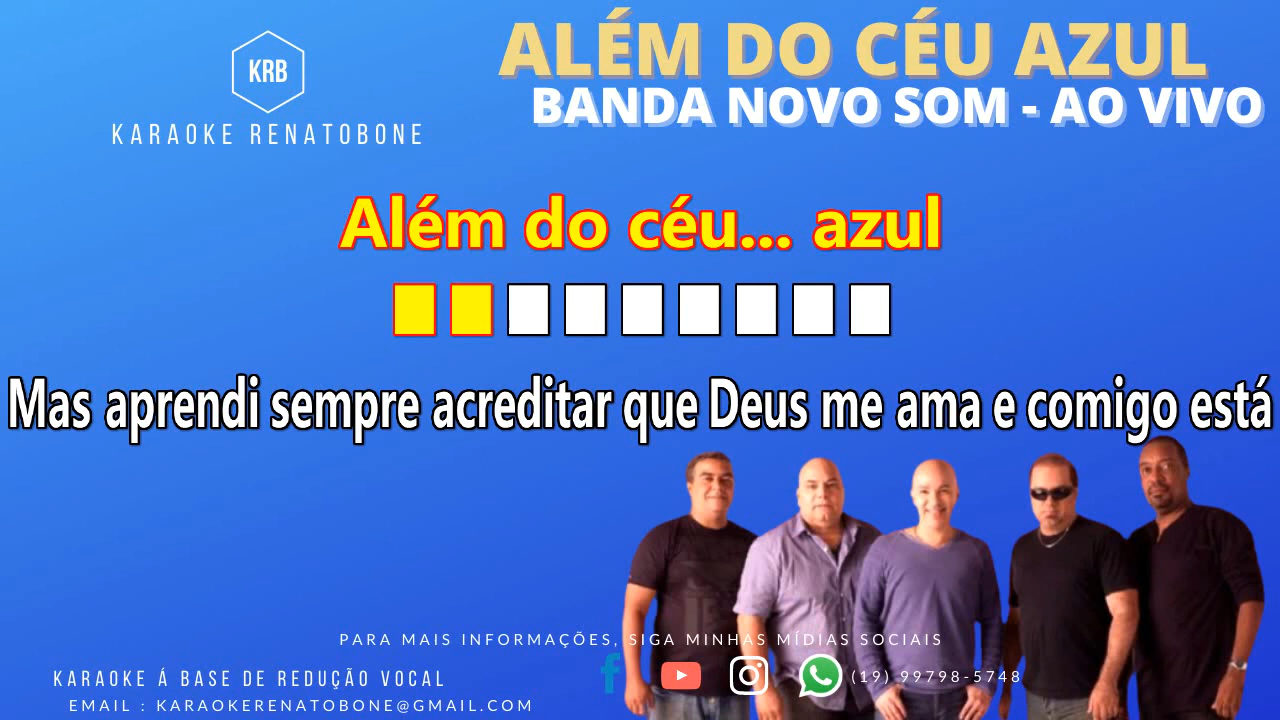 KRB
KARAOKE RENATOBONE
ALÉM DO CÉU AZUL
BANDA NOVO SOM - AO VIVO
Além do céu... azul
Mas aprendi sempre acreditar que Deus me ama e comigo está
PARA MAIS INFORMAÇÕES, SIGA MINHAS MÍDIAS SOCIAIS
KARAOKE Á BASE DE REDUÇÃO VOCAL
(19) 99798-5748
EMAIL : KARAOKERENATOBONE@GMAIL.COM